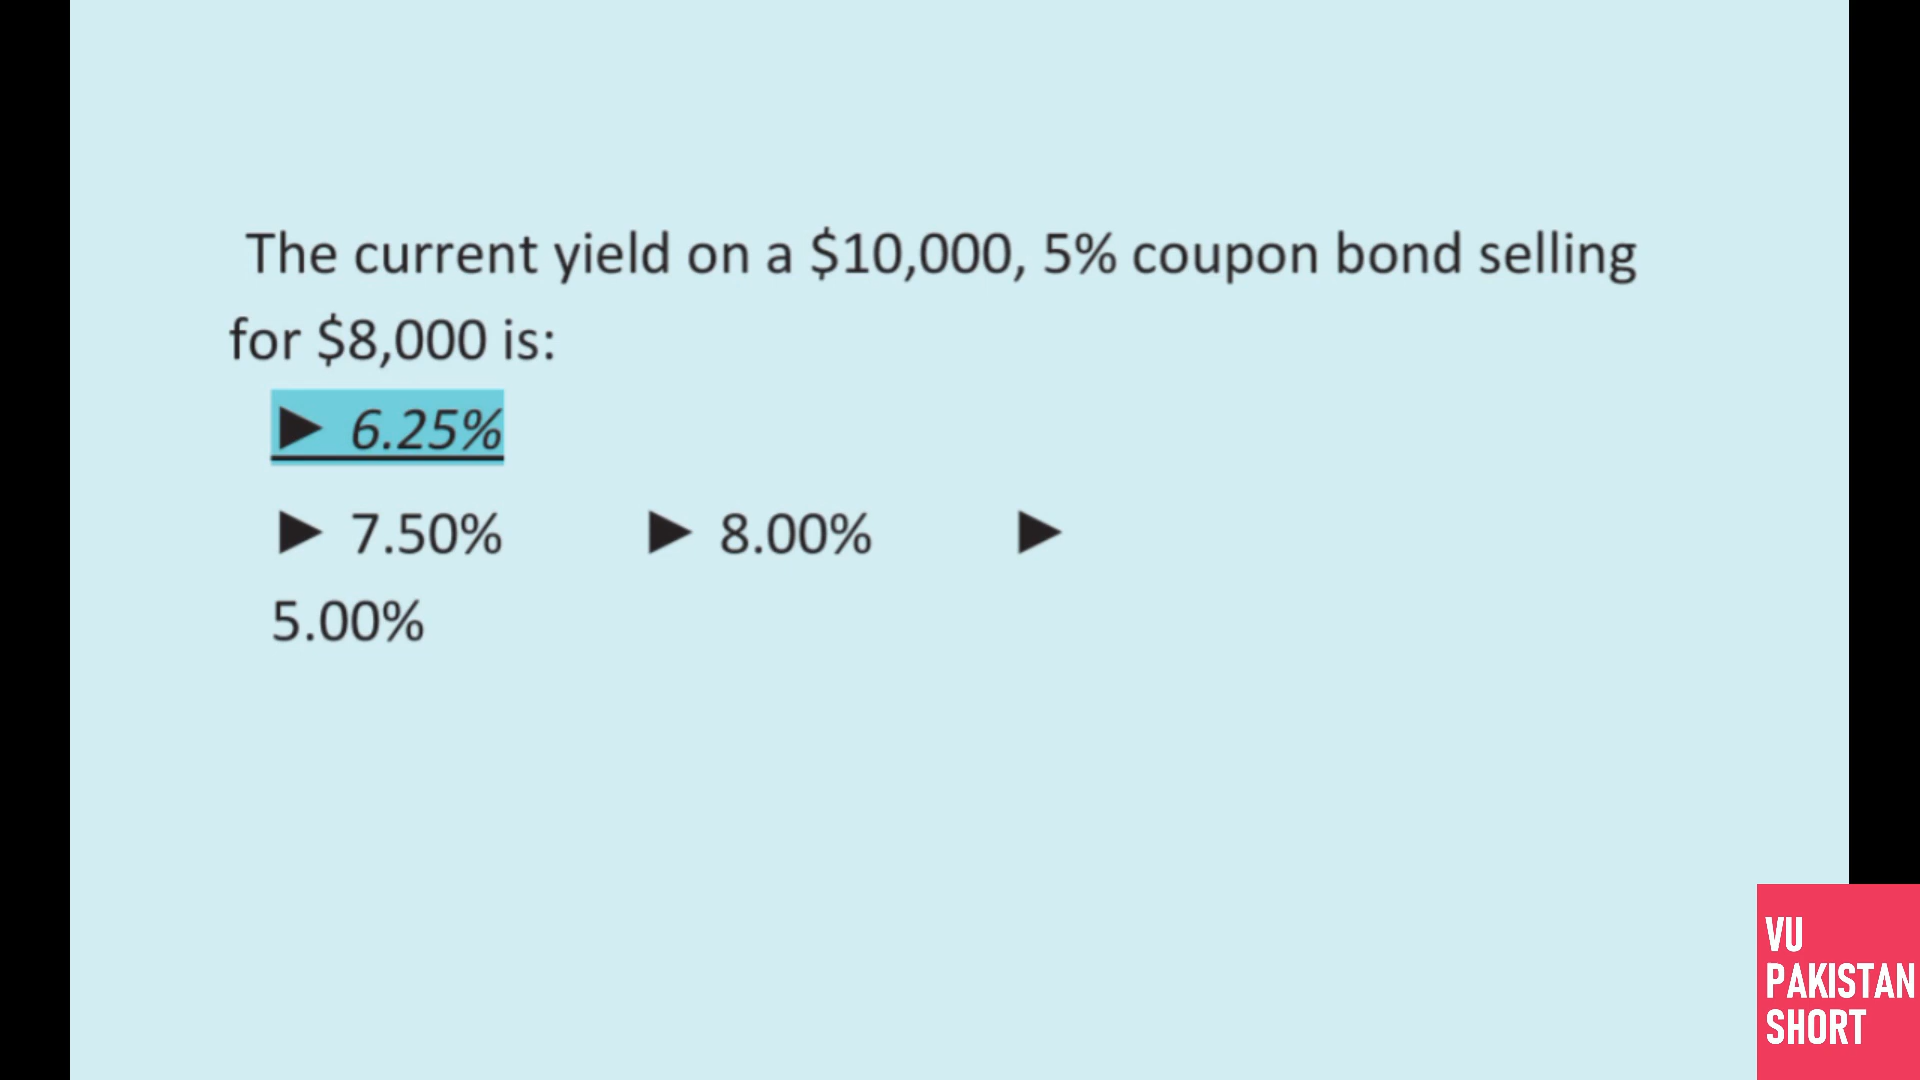 The current yield on a $10,000, 5% coupon bond selling
for $8,000 is:
► 6.25%
► 7.50% ► 8.00% ►
5.00%
VU
PAKISTAN
SHORT